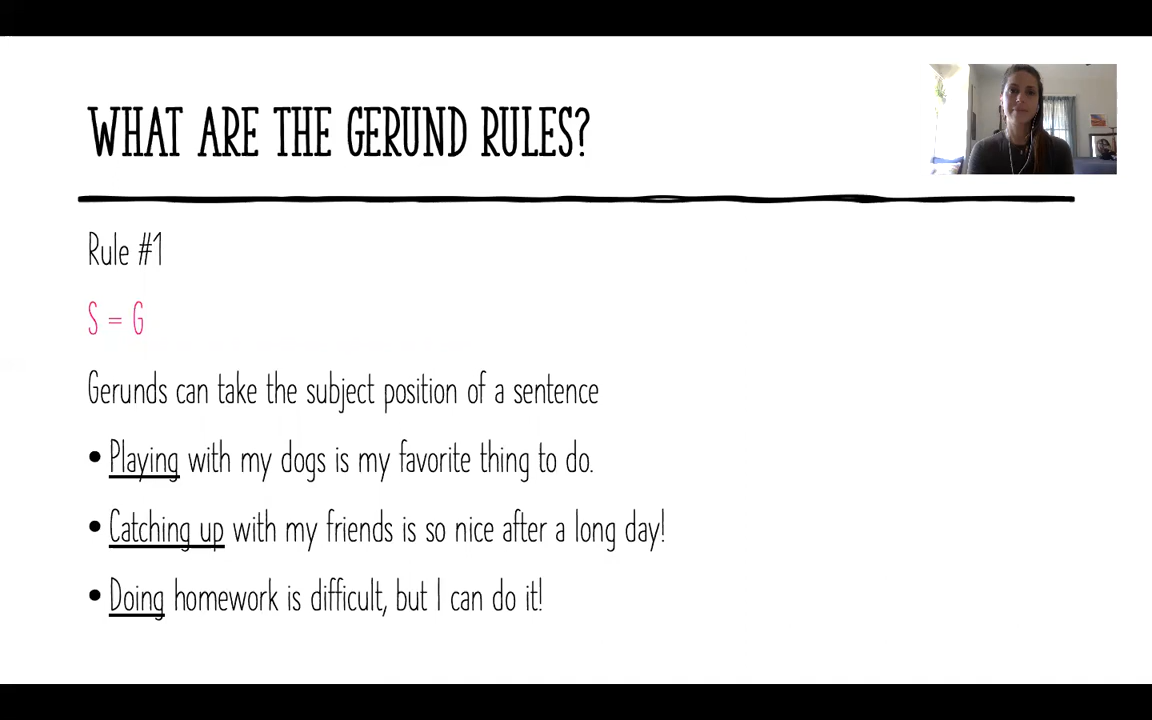 WHAT ARE THE GERUND RULES?
Rule #1
S = G
Gerunds can take the subject position of a sentence
• Playing with my dogs is my favorite thing to do.
• Catching up with my friends is so nice after a long day!
• Doing homework is difficult, but I can do it!